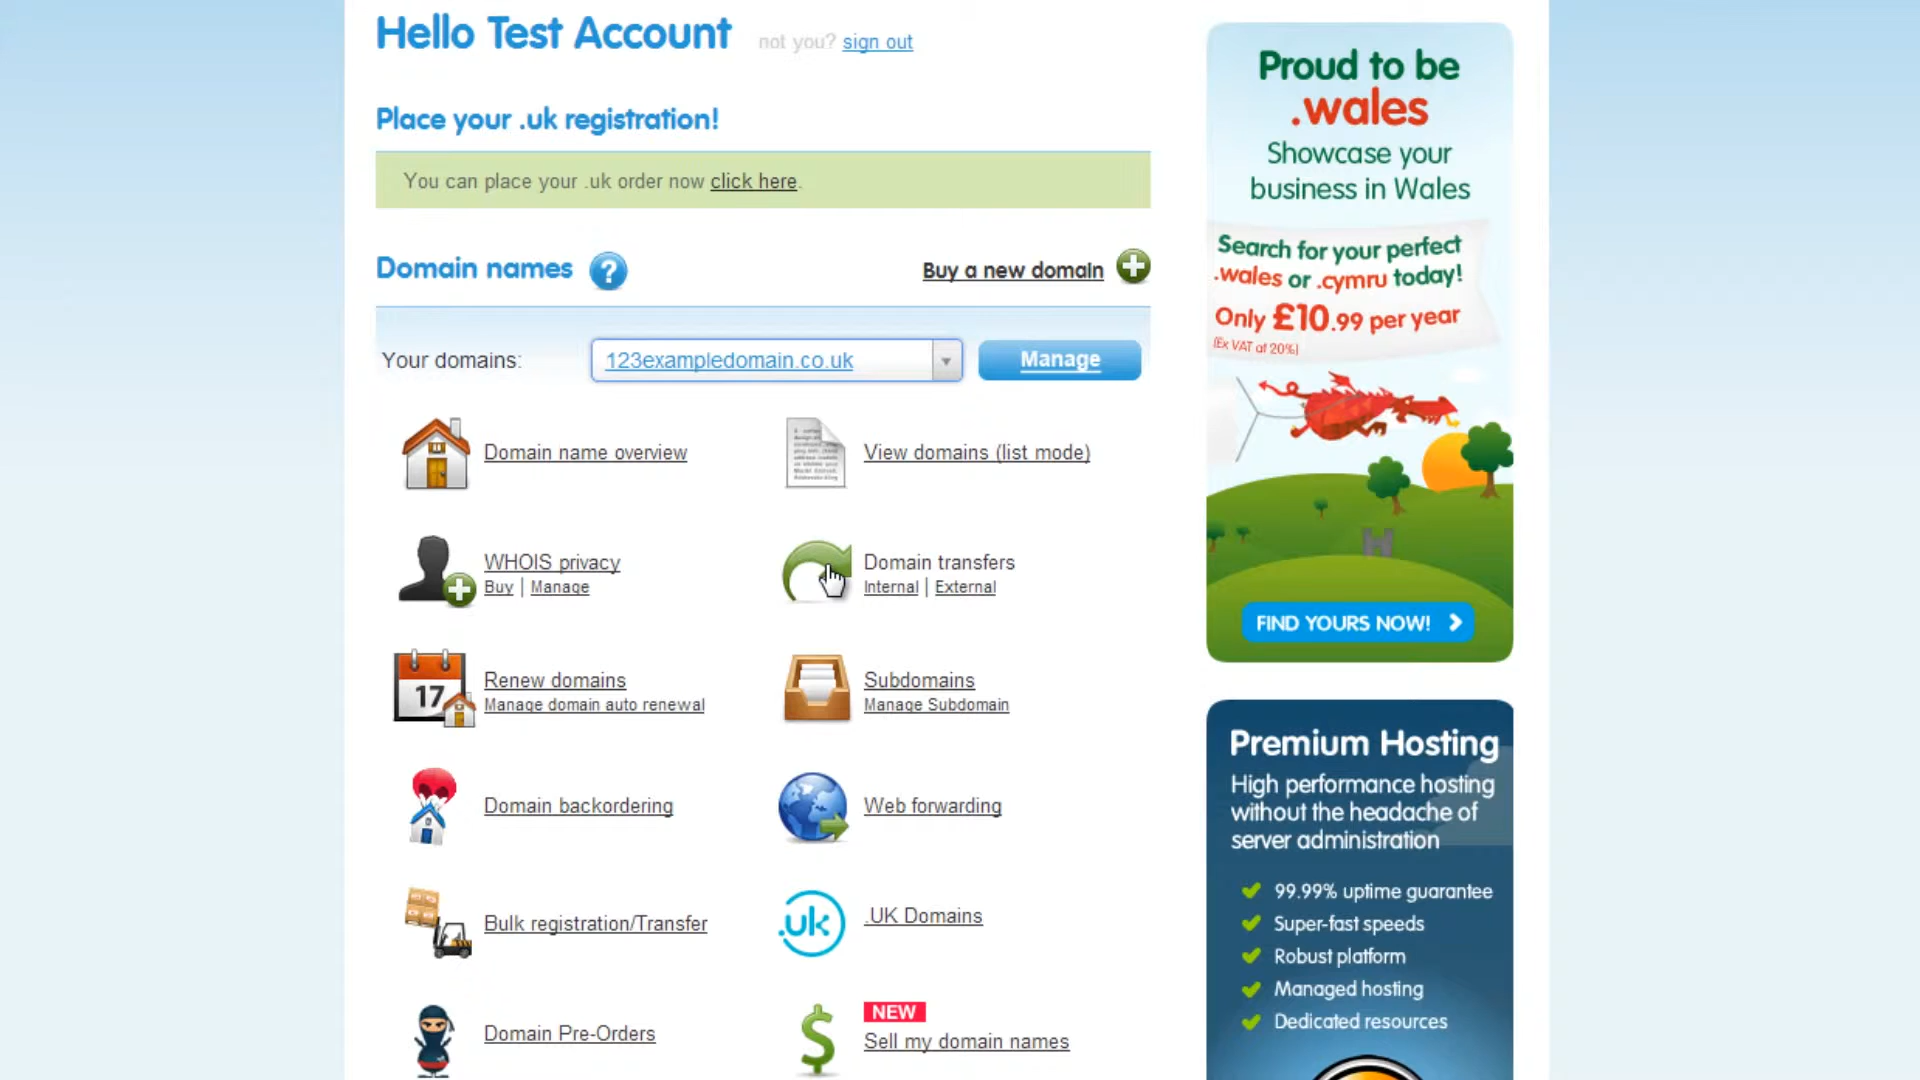 Hello Test Account not you? sign out
Place your .uk registration!
You can place your .uk order now click here.
Domain names ? Buy a new domain
Your domains: 123exampledomain.co.uk Manage
Domain name overview
View domains (list mode)
WHOIS privacy
Buy | Manage
Domain transfers
Internal | External
17
Renew domains
Manage domain auto renewal
Subdomains
Manage Subdomain
Domain backordering
Web forwarding
Bulk registration/Transfer
.uk
.UK Domains
Domain Pre-Orders
$
NEW
Sell my domain names
Proud to be
.wales
Showcase your
business in Wales
Search for your perfect
.wales or .cymru today!
Only £10.99 per year
(Ex VAT at 20%)
H
FIND YOURS NOW!
Premium Hosting
High performance hosting
without the headache of
server administration
99.99% uptime guarantee
Super-fast speeds
Robust platform
Managed hosting
Dedicated resources